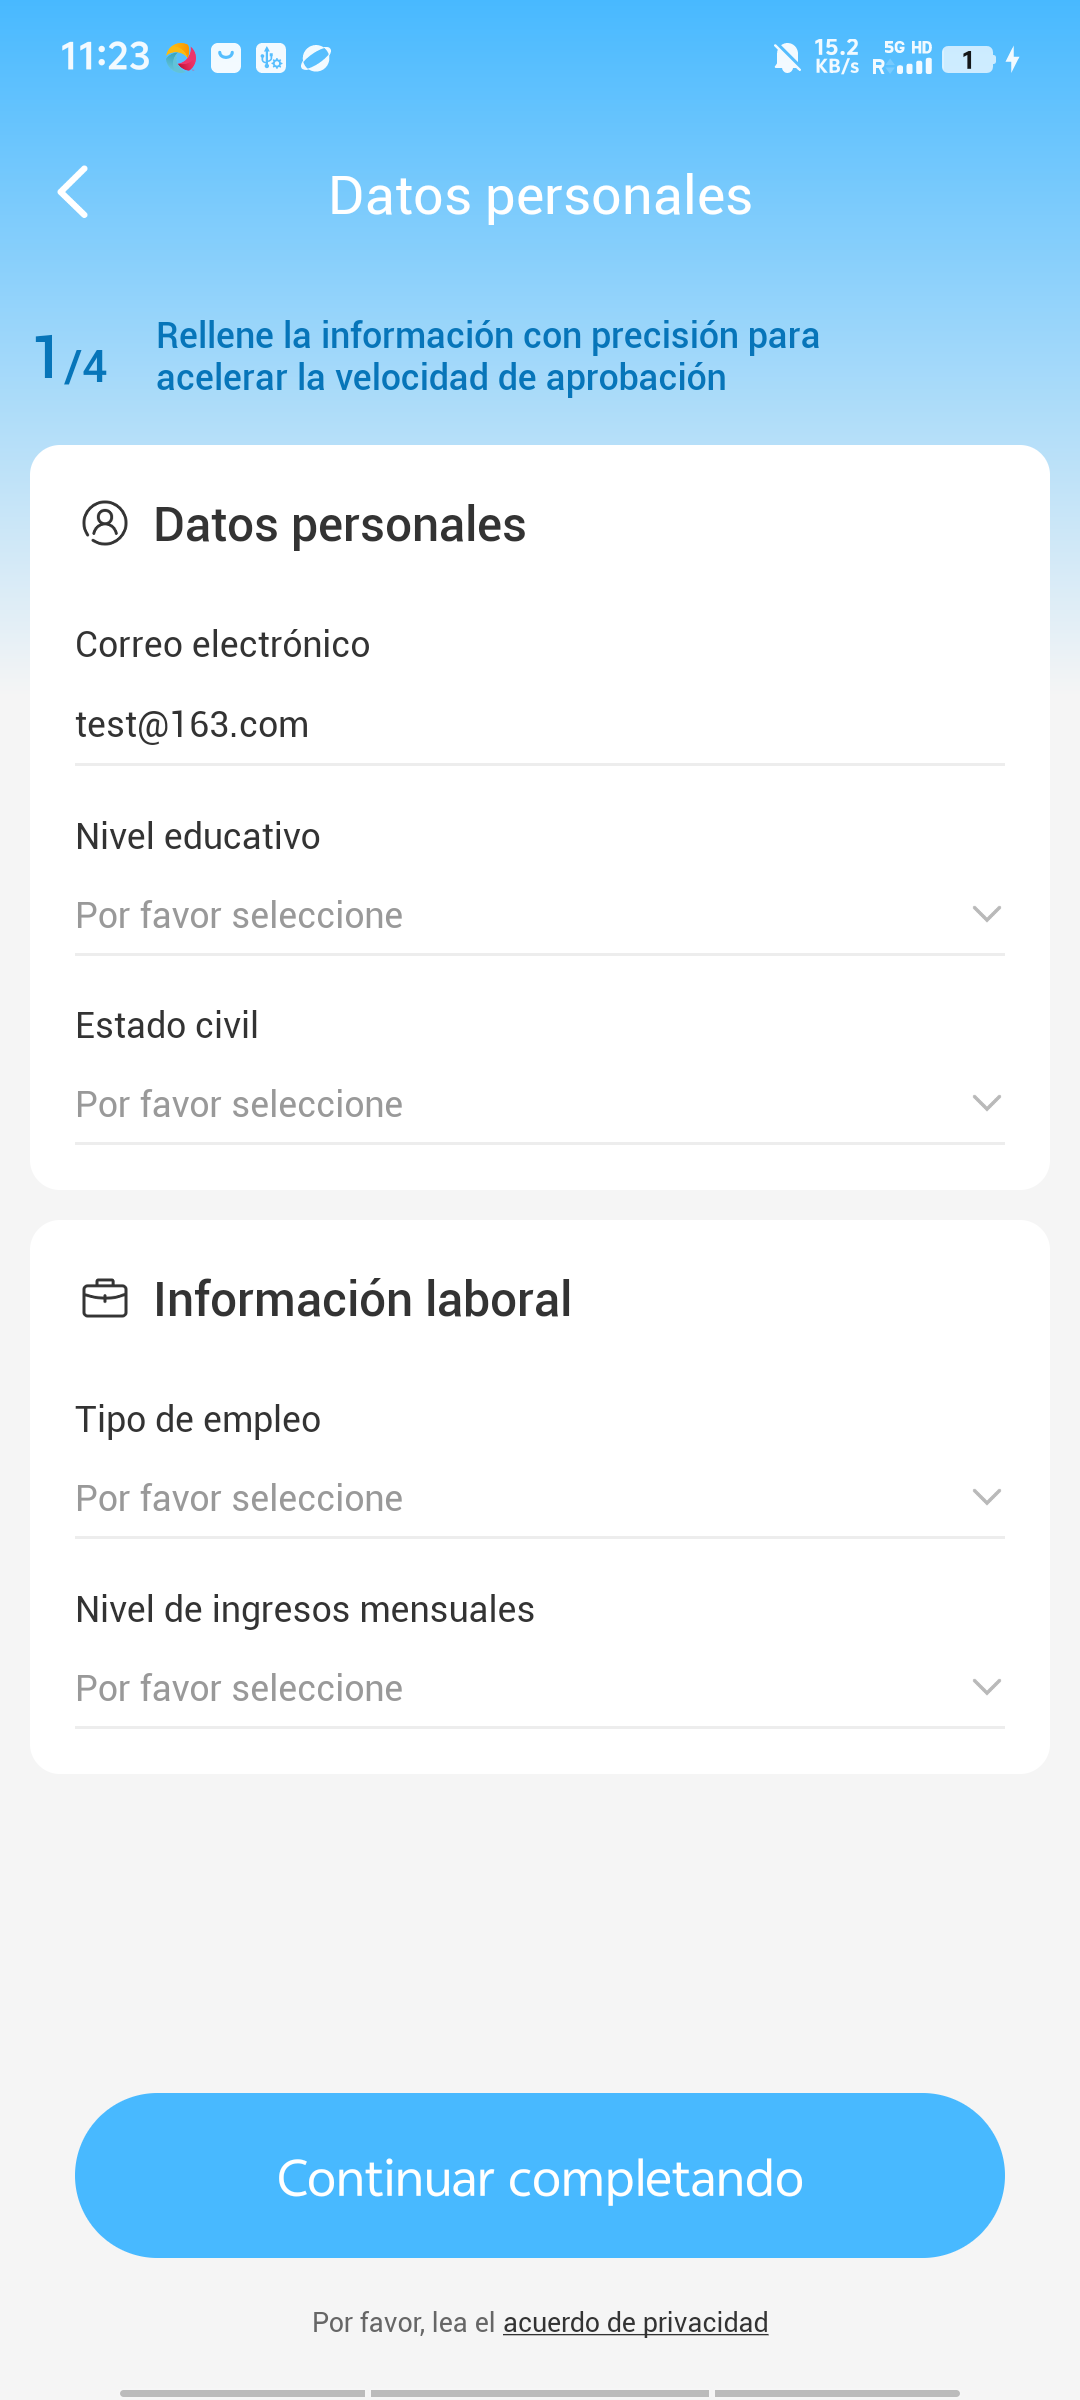 11:23
15.2
KB/s
5G HD
R
1
Datos personales
1/4
Rellene la información con precisión para
acelerar la velocidad de aprobación
Datos personales
Correo electrónico
test@163.com
Nivel educativo
Por favor seleccione
Estado civil
Por favor seleccione
Información laboral
Tipo de empleo
Por favor seleccione
Nivel de ingresos mensuales
Por favor seleccione
Continuar completando
Por favor, lea el acuerdo de privacidad